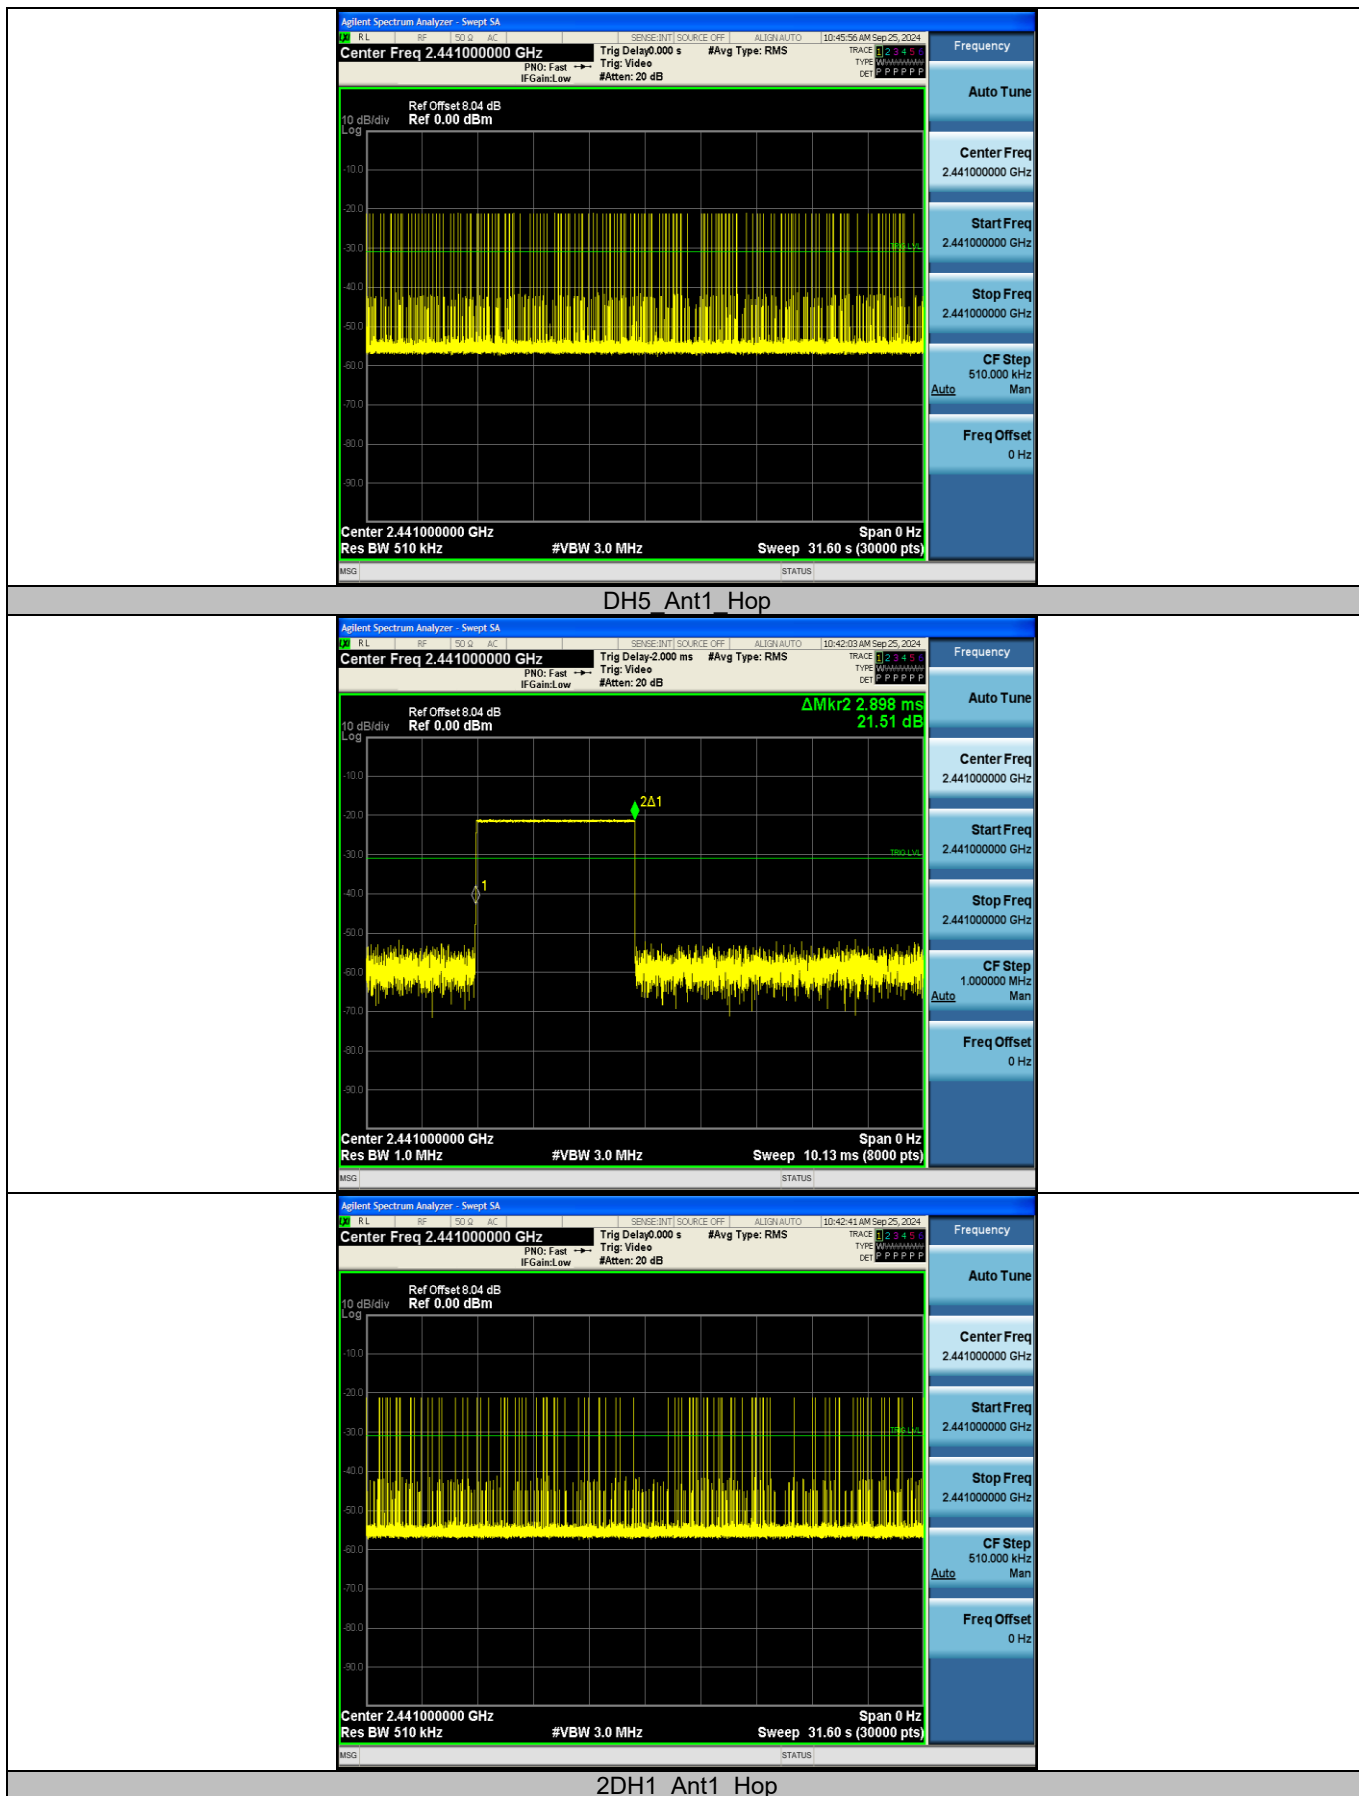 Agilent Spectrum Analyzer - Swept SA
RL RF 50 Ω AC SENSE:INT SOURCE OFF ALIGN AUTO 10:45:56 AM Sep 25, 2024
Center Freq 2.441000000 GHz
PNO: Fast
IFGain:Low
Trig Delay0.000 s
Trig: Video
#Atten: 20 dB
#Avg Type: RMS
TRACE 1 2 3 4 5 6
TYPE
DET P P P P P P
Frequency
Auto Tune
Center Freq
2.441000000 GHz
Start Freq
2.441000000 GHz
Stop Freq
2.441000000 GHz
CF Step
510.000 kHz
Auto Man
Freq Offset
0 Hz
Ref Offset 8.04 dB
10 dB/div Ref 0.00 dBm
Log
-10.0
-20.0
-30.0
TRIG LVL
-40.0
-50.0
-60.0
-70.0
-80.0
-90.0
Center 2.441000000 GHz Span 0 Hz
Res BW 510 kHz #VBW 3.0 MHz Sweep 31.60 s (30000 pts)
MSG STATUS
DH5_Ant1_Hop
Agilent Spectrum Analyzer - Swept SA
RL RF 50 Ω AC SENSE:INT SOURCE OFF ALIGN AUTO 10:42:03 AM Sep 25, 2024
Center Freq 2.441000000 GHz
PNO: Fast
IFGain:Low
Trig Delay-2.000 ms
Trig: Video
#Atten: 20 dB
#Avg Type: RMS
TRACE 1 2 3 4 5 6
TYPE
DET P P P P P P
Frequency
Auto Tune
Center Freq
2.441000000 GHz
Start Freq
2.441000000 GHz
Stop Freq
2.441000000 GHz
CF Step
1.000000 MHz
Auto Man
Freq Offset
0 Hz
ΔMkr2 2.898 ms
21.51 dB
Ref Offset 8.04 dB
10 dB/div Ref 0.00 dBm
Log
-10.0
-20.0
2Δ1
-30.0
TRIG LVL
1
-40.0
-50.0
-60.0
-70.0
-80.0
-90.0
Center 2.441000000 GHz Span 0 Hz
Res BW 1.0 MHz #VBW 3.0 MHz Sweep 10.13 ms (8000 pts)
MSG STATUS
Agilent Spectrum Analyzer - Swept SA
RL RF 50 Ω AC SENSE:INT SOURCE OFF ALIGN AUTO 10:42:41 AM Sep 25, 2024
Center Freq 2.441000000 GHz
PNO: Fast
IFGain:Low
Trig Delay0.000 s
Trig: Video
#Atten: 20 dB
#Avg Type: RMS
TRACE 1 2 3 4 5 6
TYPE
DET P P P P P P
Frequency
Auto Tune
Center Freq
2.441000000 GHz
Start Freq
2.441000000 GHz
Stop Freq
2.441000000 GHz
CF Step
510.000 kHz
Auto Man
Freq Offset
0 Hz
Ref Offset 8.04 dB
10 dB/div Ref 0.00 dBm
Log
-10.0
-20.0
-30.0
TRIG LVL
-40.0
-50.0
-60.0
-70.0
-80.0
-90.0
Center 2.441000000 GHz Span 0 Hz
Res BW 510 kHz #VBW 3.0 MHz Sweep 31.60 s (30000 pts)
MSG STATUS
2DH1_Ant1_Hop